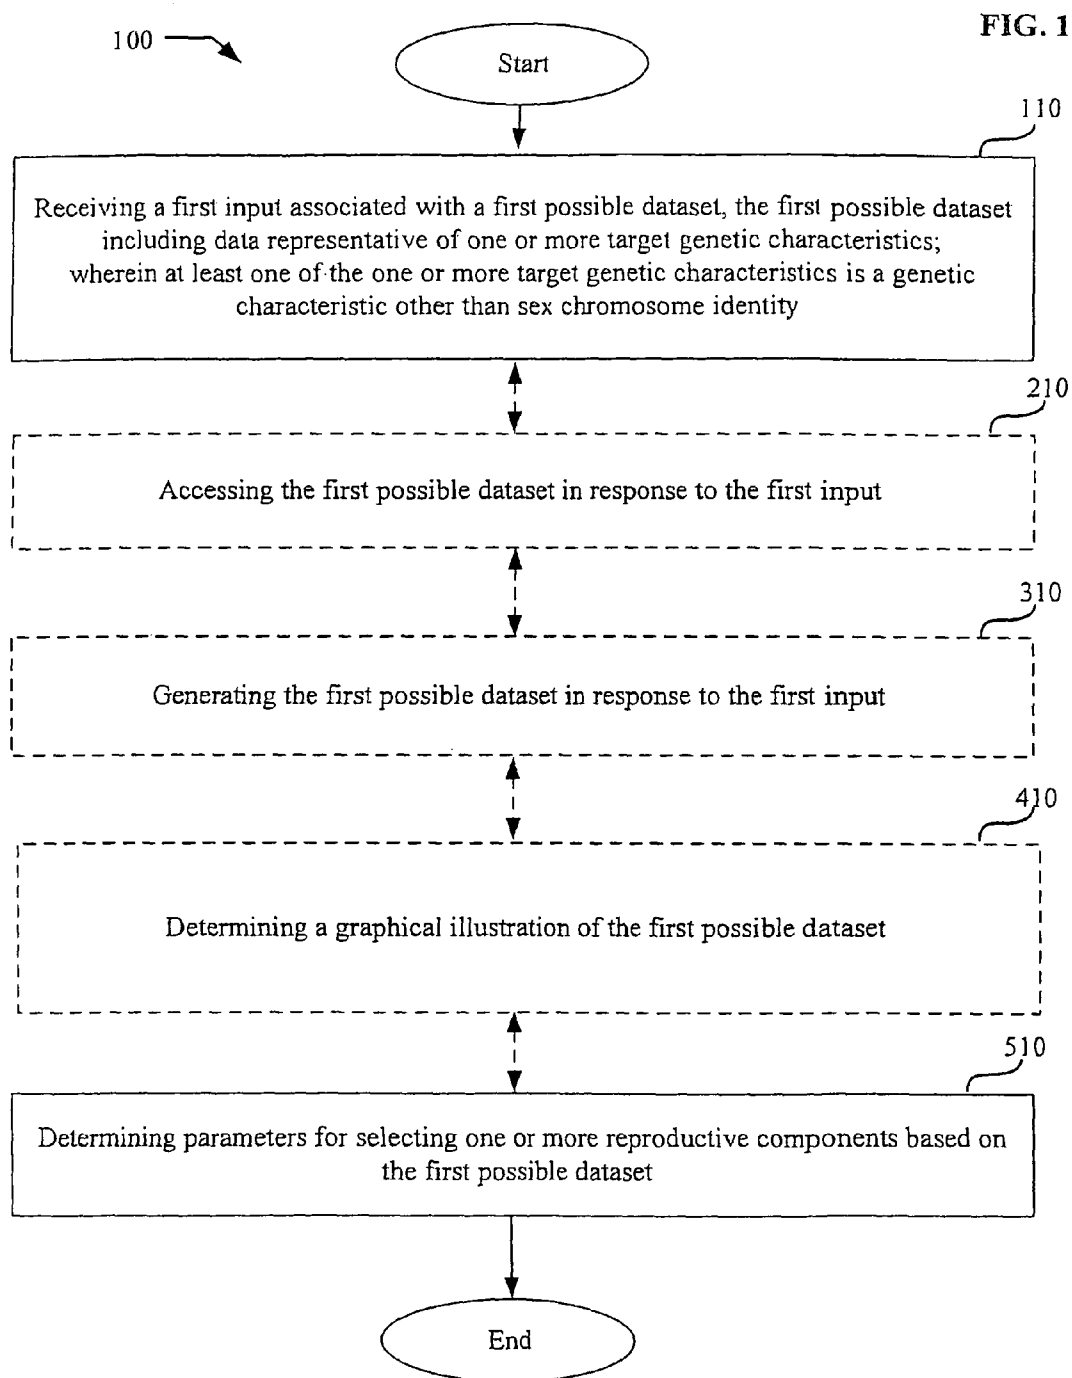 FIG. 1
100
Start
110
Receiving a first input associated with a first possible dataset, the first possible dataset
including data representative of one or more target genetic characteristics;
wherein at least one of the one or more target genetic characteristics is a genetic
characteristic other than sex chromosome identity
210
Accessing the first possible dataset in response to the first input
310
Generating the first possible dataset in response to the first input
410
Determining a graphical illustration of the first possible dataset
510
Determining parameters for selecting one or more reproductive components based on
the first possible dataset
End